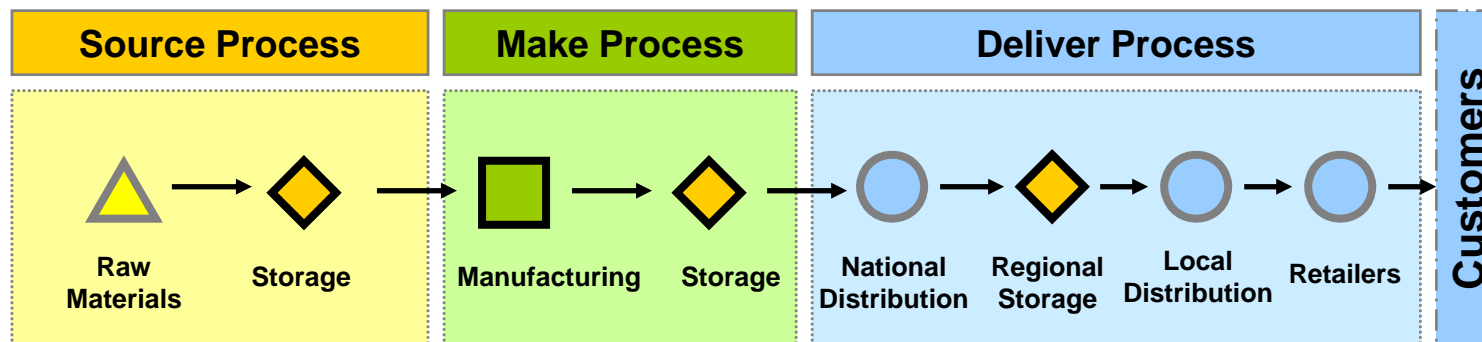 Source Process
Make Process
Deliver Process
Customers
Raw
Materials
Storage
Manufacturing
Storage
National
Distribution
Regional
Storage
Local
Distribution
Retailers